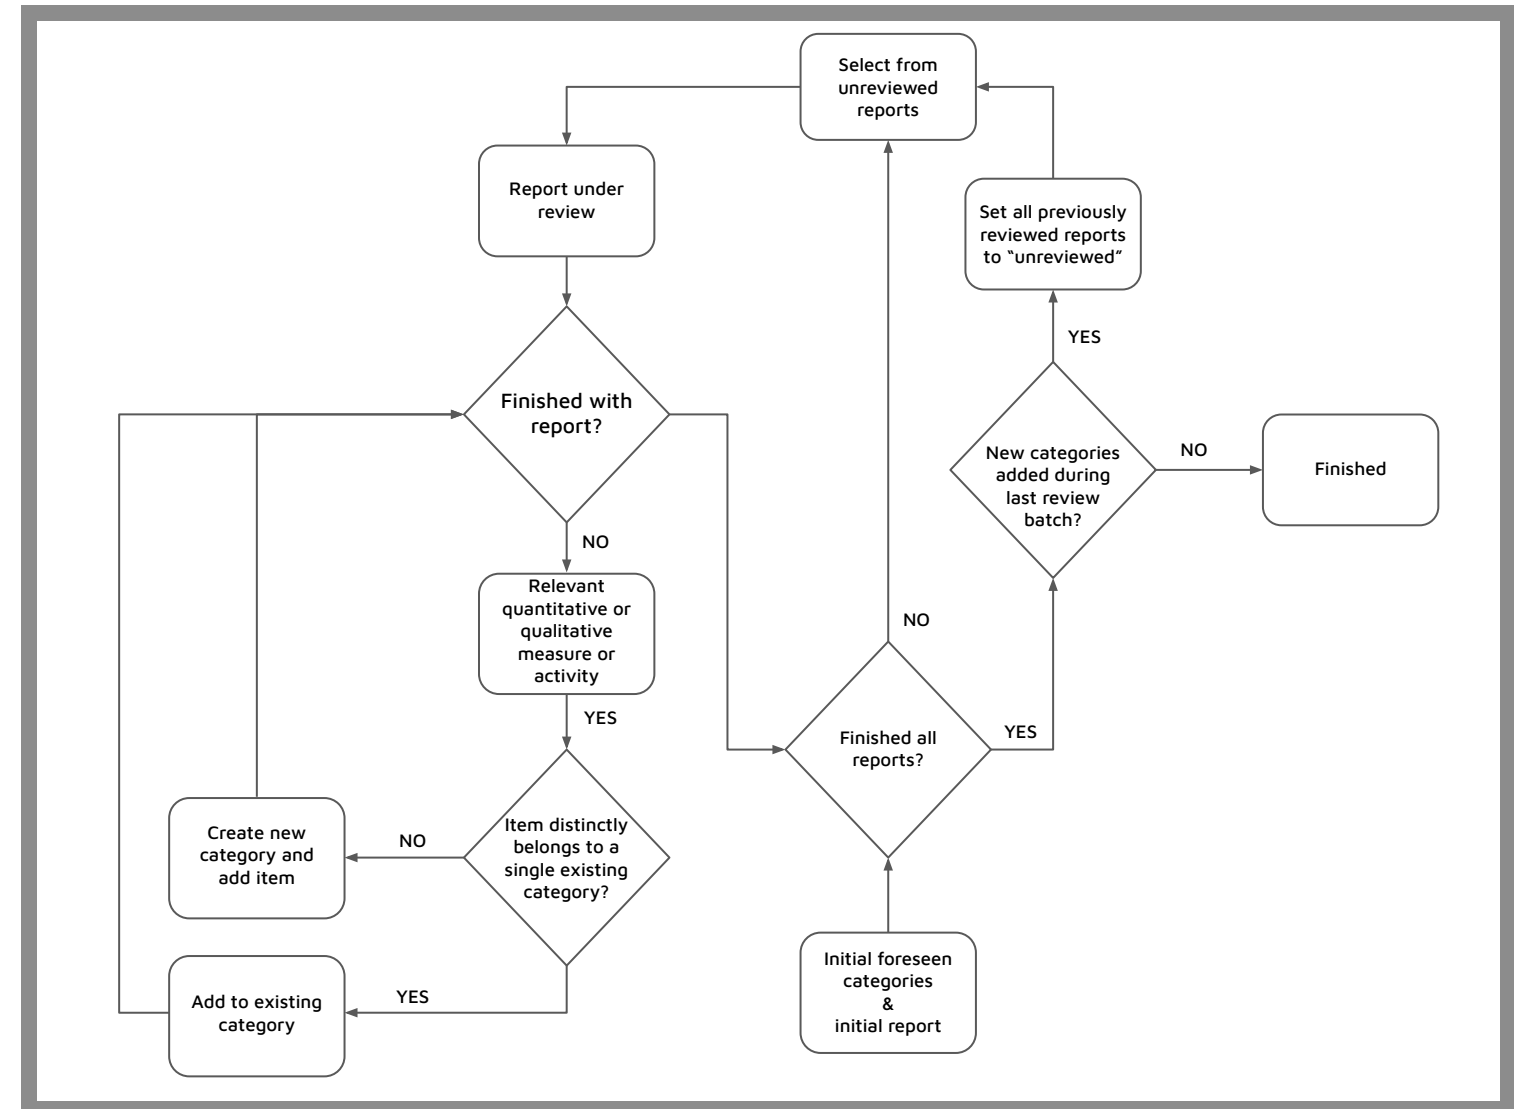 Select from
unreviewed
reports
Report under
review
Set all previously
reviewed reports
to “unreviewed”
YES
Finished with
report?
New categories
added during
last review
batch?
NO
Finished
NO
Relevant
quantitative or
qualitative
measure or
activity
NO
YES
Finished all
reports?
YES
Create new
category and
add item
NO
Item distinctly
belongs to a
single existing
category?
Initial foreseen
categories
&
initial report
Add to existing
category
YES